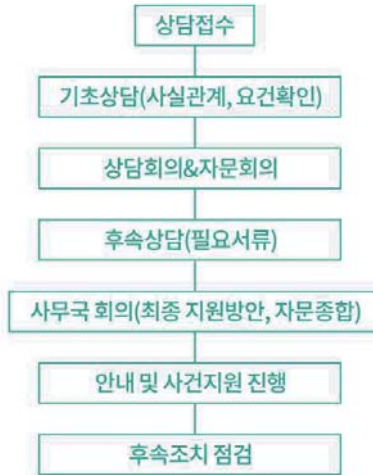 상담접수
기초상담(사실관계, 요건확인)
상담회의&자문회의
후속상담(필요서류)
사무국 회의(최종 지원방안, 자문종합)
안내 및 사건지원 진행
후속조치 점검